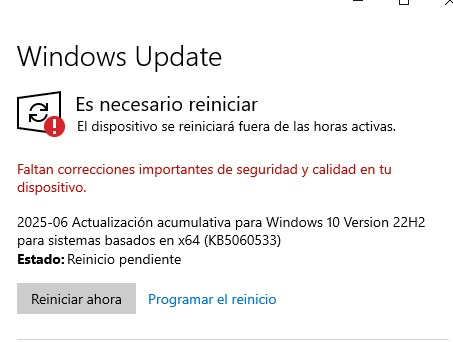 Windows Update
Es necesario reiniciar
El dispositivo se reiniciará fuera de las horas activas.
Faltan correcciones importantes de seguridad y calidad en tu
dispositivo.
2025-06 Actualización acumulativa para Windows 10 Version 22H2
para sistemas basados en x64 (KB5060533)
Estado: Reinicio pendiente
Reiniciar ahora Programar el reinicio